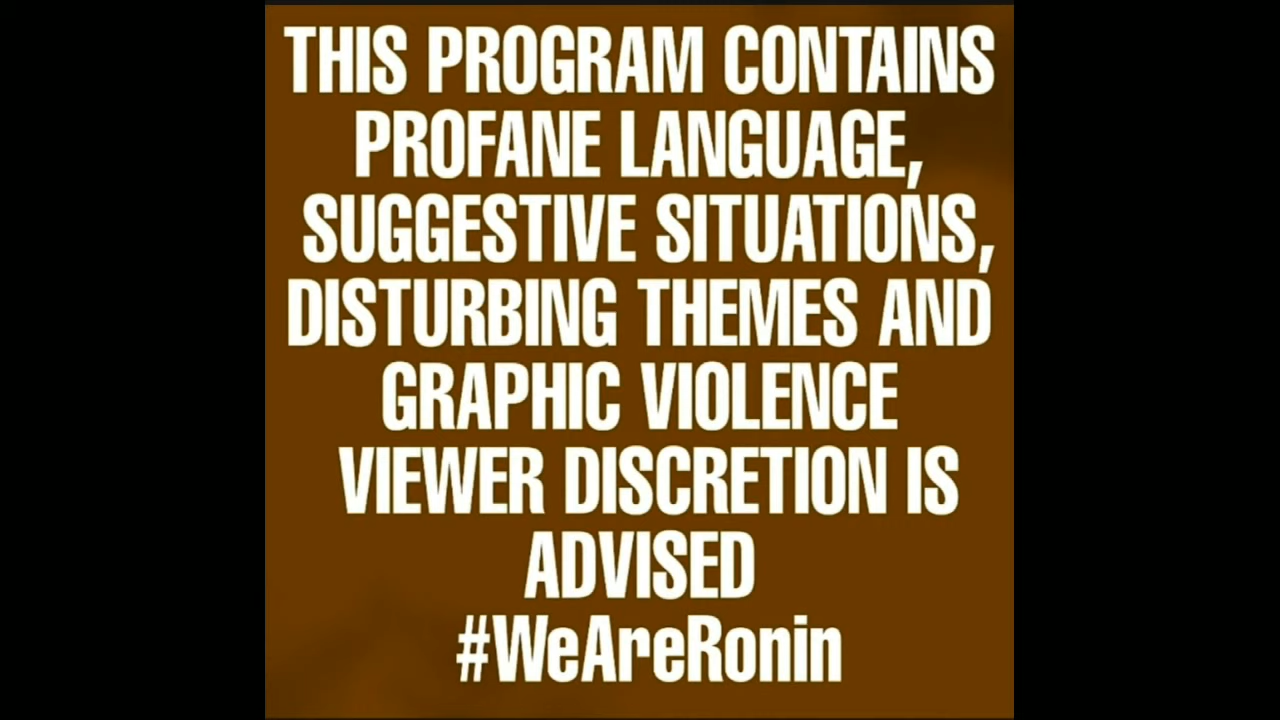 THIS PROGRAM CONTAINS
PROFANE LANGUAGE,
SUGGESTIVE SITUATIONS,
DISTURBING THEMES AND
GRAPHIC VIOLENCE
VIEWER DISCRETION IS
ADVISED
#WeAreRonin